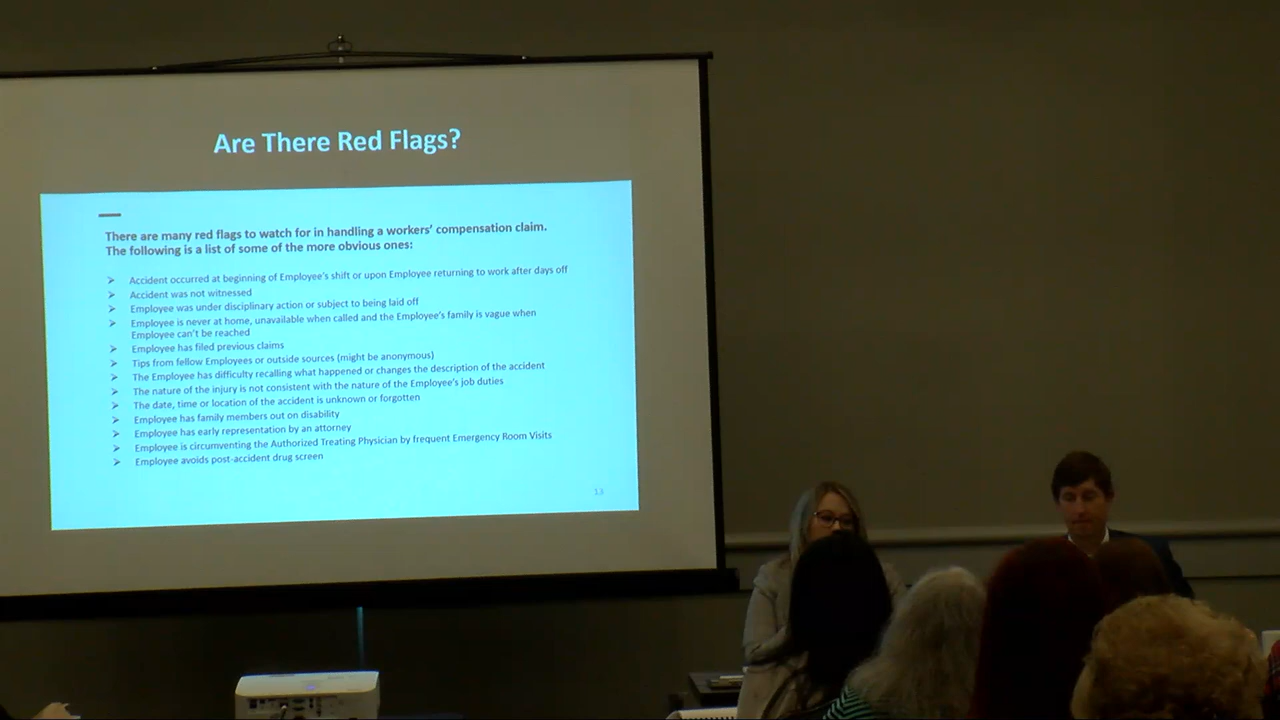 Are There Red Flags?
There are many red flags to watch for in handling a workers' compensation claim.
The following is a list of some of the more obvious ones:
➢ Accident occurred at beginning of Employee's shift or upon Employee returning to work after days off
➢ Accident was not witnessed
➢ Employee was under disciplinary action or subject to being laid off
➢ Employee is never at home, unavailable when called and the Employee's family is vague when
Employee can't be reached
➢ Employee has filed previous claims
➢ Tips from fellow Employees or outside sources (might be anonymous)
➢ The Employee has difficulty recalling what happened or changes the description of the accident
➢ The nature of the injury is not consistent with the nature of the Employee's job duties
➢ The date, time or location of the accident is unknown or forgotten
➢ Employee has family members out on disability
➢ Employee has early representation by an attorney
➢ Employee is circumventing the Authorized Treating Physician by frequent Emergency Room Visits
➢ Employee avoids post-accident drug screen
13